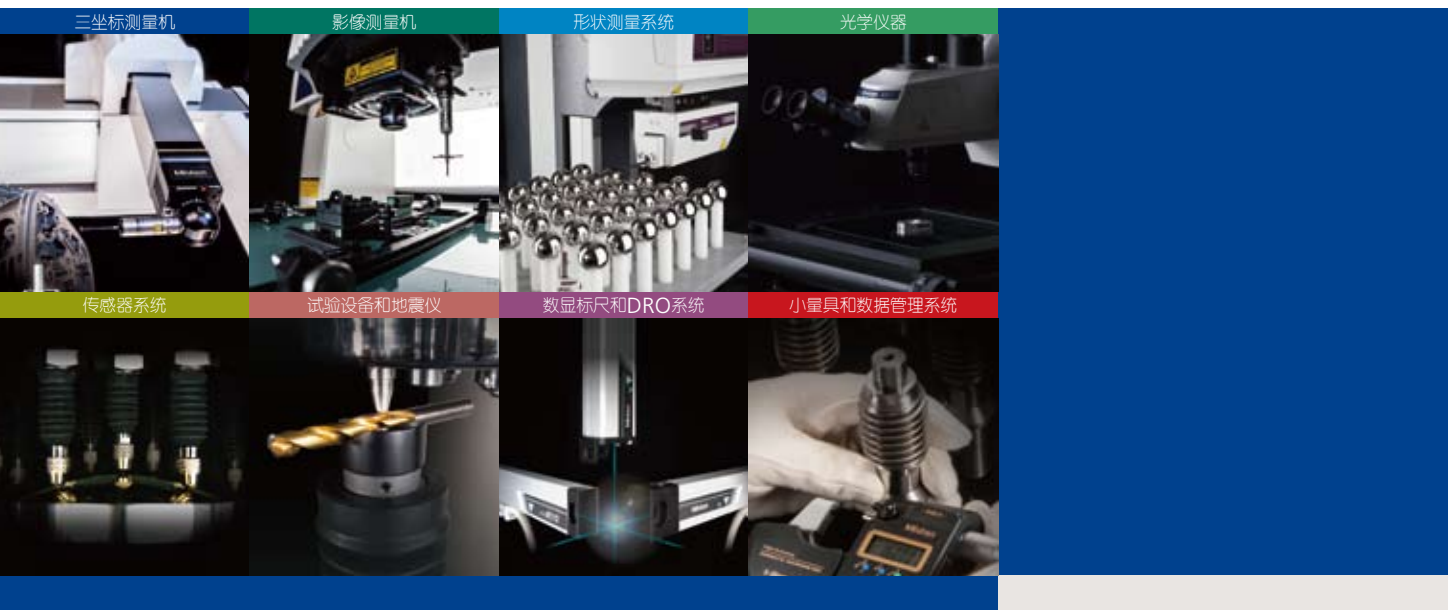 三坐标测量机
影像测量机
形状测量系统
光学仪器
Mitutoyo
传感器系统
试验设备和地震仪
数显标尺和DRO系统
小量具和数据管理系统
Mitutoyo